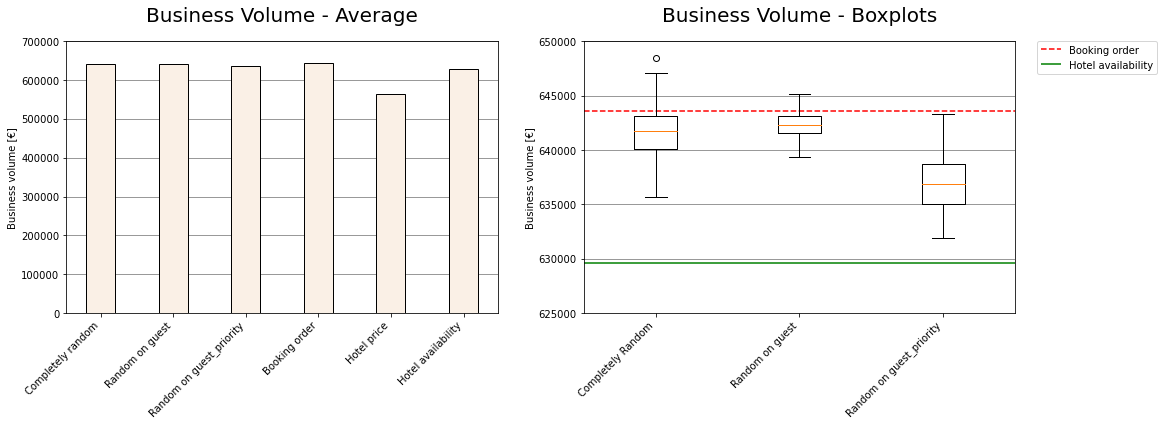 Business Volume - Average
Business volume [€]
700000
600000
500000
400000
300000
200000
100000
0
Completely random
Random on guest
Random on guest_priority
Booking order
Hotel price
Hotel availability
Business Volume - Boxplots
Business volume [€]
650000
645000
640000
635000
630000
625000
Completely Random
Random on guest
Random on guest_priority
Booking order
Hotel availability